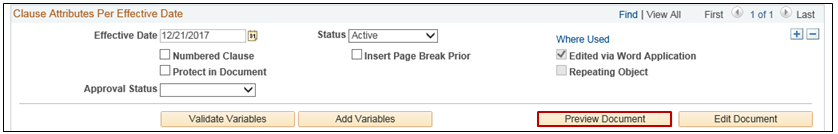 Clause Attributes Per Effective Date Find | View All First 1 of 1 Last
Effective Date 12/21/2017 Status Active Where Used
Numbered Clause Insert Page Break Prior Edited via Word Application
Protect in Document Repeating Object
Approval Status
Validate Variables Add Variables Preview Document Edit Document